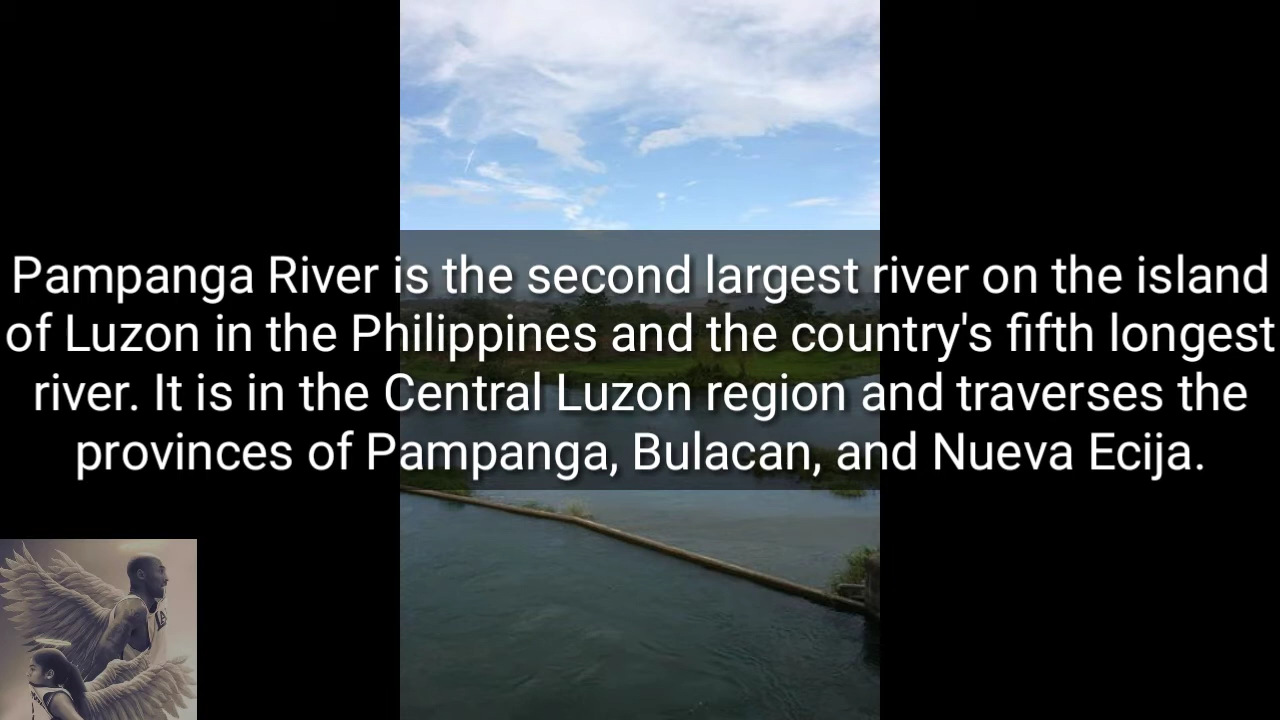 Pampanga River is the second largest river on the island
of Luzon in the Philippines and the country's fifth longest
river. It is in the Central Luzon region and traverses the
provinces of Pampanga, Bulacan, and Nueva Ecija.